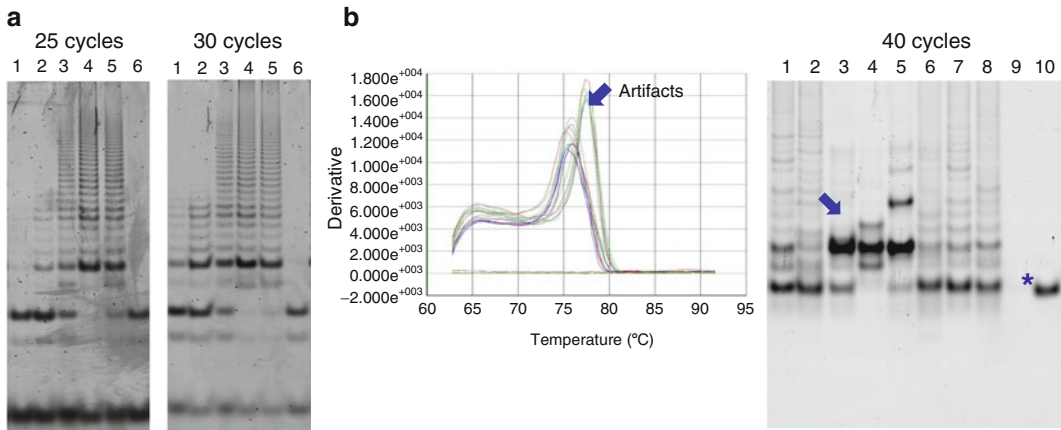 a
25 cycles
1 2 3 4 5 6
30 cycles
1 2 3 4 5 6
b
Derivative
1.800e+004
1.600e+004
1.400e+004
1.200e+004
1.000e+004
8.000e+003
6.000e+003
4.000e+003
2.000e+003
0.000e+003
−2.000e+003
60 65 70 75 80 85 90 95
Temperature (°C)
Artifacts
40 cycles
1 2 3 4 5 6 7 8 9 10
*